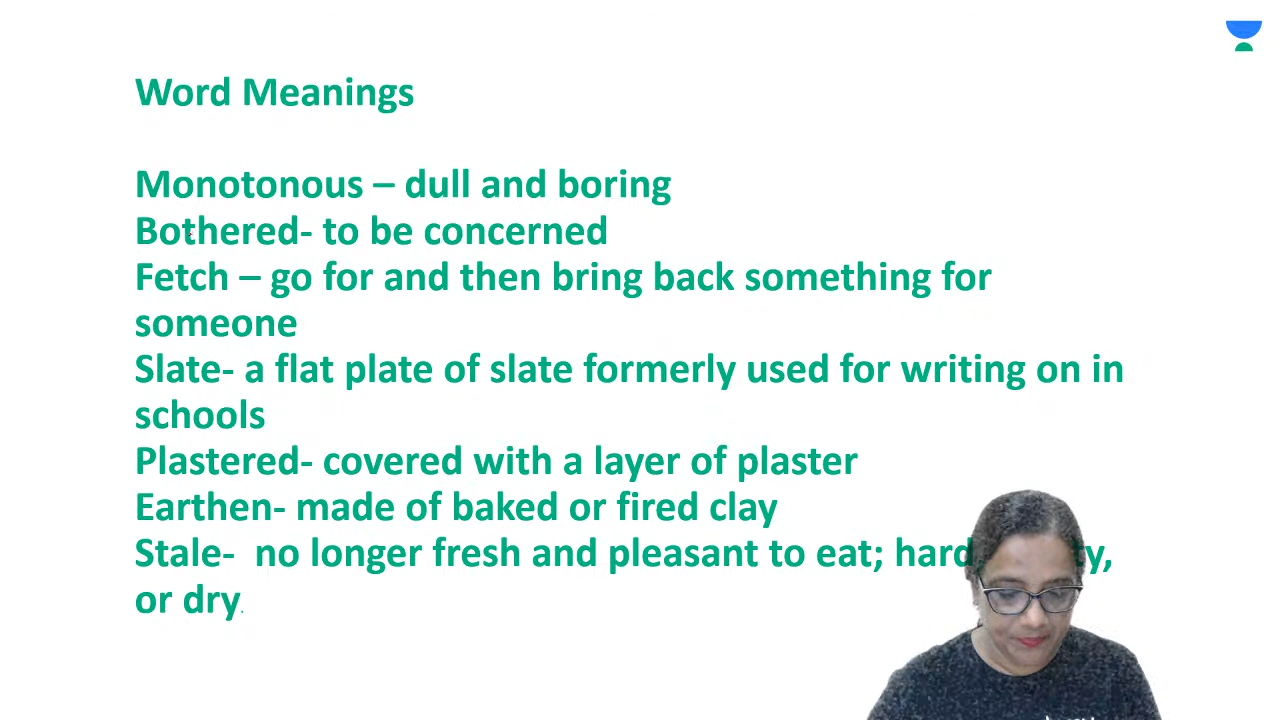 Word Meanings
Monotonous – dull and boring
Bothered- to be concerned
Fetch – go for and then bring back something for
someone
Slate- a flat plate of slate formerly used for writing on in
schools
Plastered- covered with a layer of plaster
Earthen- made of baked or fired clay
Stale- no longer fresh and pleasant to eat; hard
or dry.